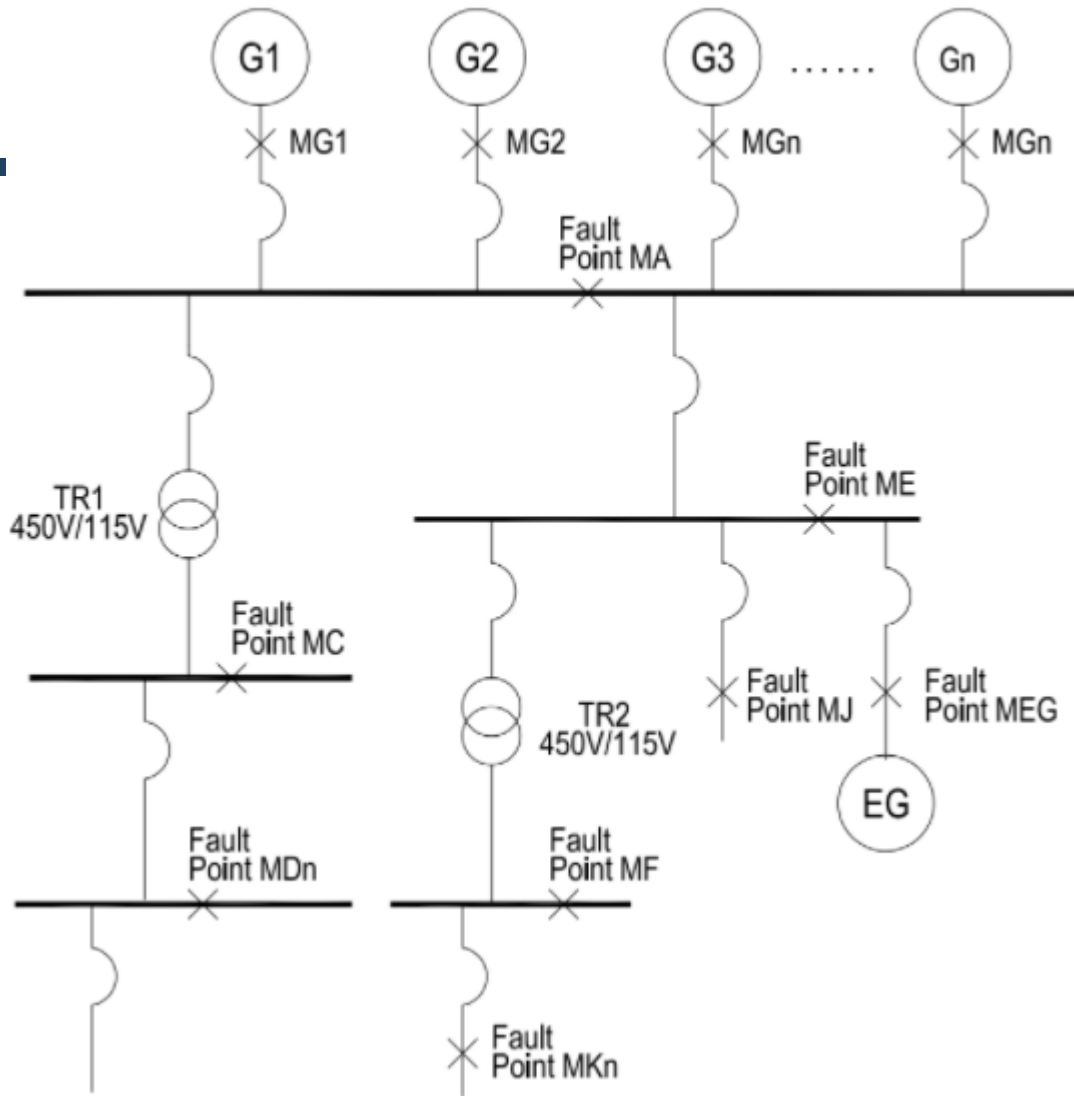 G1
G2
G3
......
Gn
MG1
MG2
MGn
MGn
Fault
Point MA
Fault
Point ME
TR1
450V/115V
Fault
Point MC
TR2
450V/115V
Fault
Point MJ
Fault
Point MEG
EG
Fault
Point MDn
Fault
Point MF
Fault
Point MKn